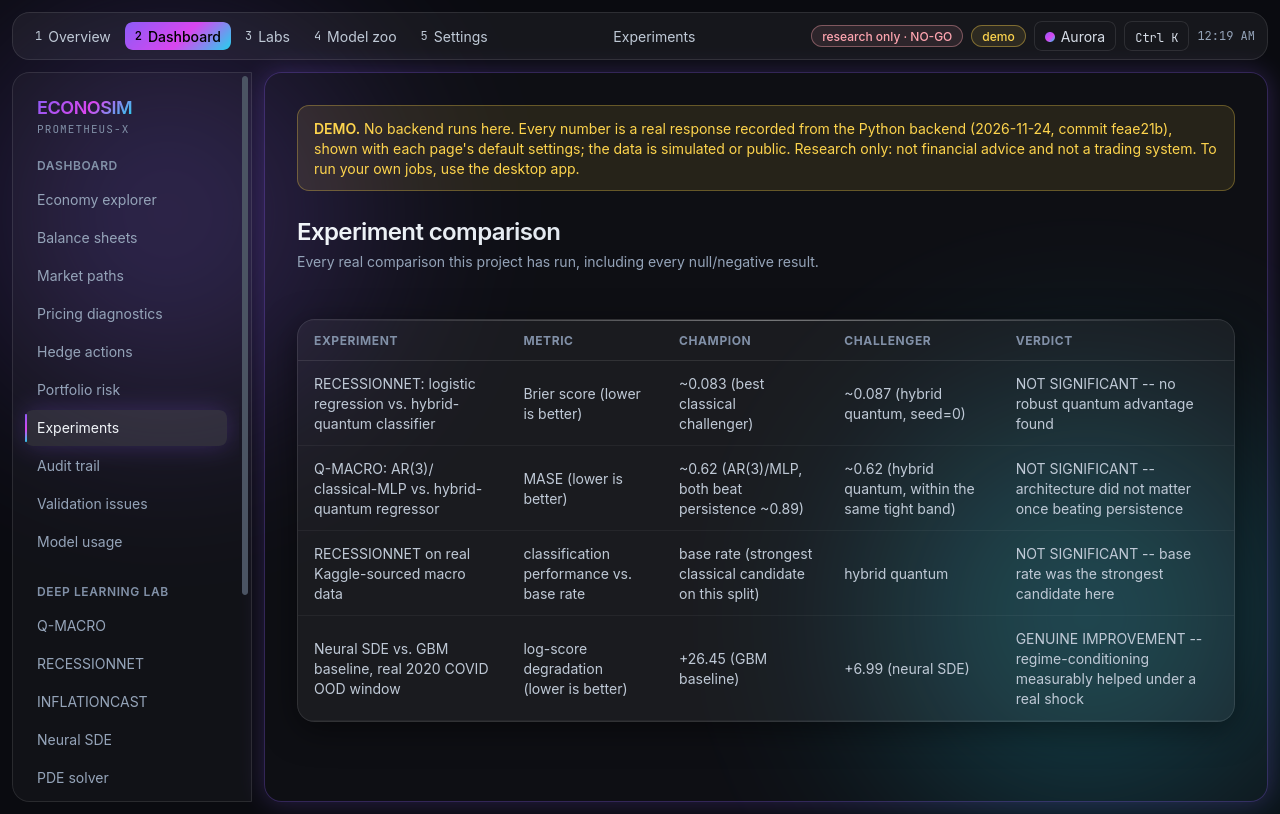 1 Overview 2 Dashboard 3 Labs 4 Model zoo 5 Settings Experiments research only · NO-GO demo Aurora Ctrl K 12:19 AM
ECONOSIM
PROMETHEUS-X
DASHBOARD
Economy explorer
Balance sheets
Market paths
Pricing diagnostics
Hedge actions
Portfolio risk
Experiments
Audit trail
Validation issues
Model usage
DEEP LEARNING LAB
Q-MACRO
RECESSIONNET
INFLATIONCAST
Neural SDE
PDE solver
DEMO. No backend runs here. Every number is a real response recorded from the Python backend (2026-11-24, commit feae21b),
shown with each page's default settings; the data is simulated or public. Research only: not financial advice and not a trading system. To
run your own jobs, use the desktop app.
Experiment comparison
Every real comparison this project has run, including every null/negative result.
EXPERIMENT METRIC CHAMPION CHALLENGER VERDICT
RECESSIONNET: logistic
regression vs. hybrid-
quantum classifier
Brier score (lower
is better)
~0.083 (best
classical
challenger)
~0.087 (hybrid
quantum, seed=0)
NOT SIGNIFICANT -- no
robust quantum advantage
found
Q-MACRO: AR(3)/
classical-MLP vs. hybrid-
quantum regressor
MASE (lower is
better)
~0.62 (AR(3)/MLP,
both beat
persistence ~0.89)
~0.62 (hybrid
quantum, within the
same tight band)
NOT SIGNIFICANT --
architecture did not matter
once beating persistence
RECESSIONNET on real
Kaggle-sourced macro
data
classification
performance vs.
base rate
base rate (strongest
classical candidate
on this split)
hybrid quantum
NOT SIGNIFICANT -- base
rate was the strongest
candidate here
Neural SDE vs. GBM
baseline, real 2020 COVID
OOD window
log-score
degradation
(lower is better)
+26.45 (GBM
baseline)
+6.99 (neural SDE)
GENUINE IMPROVEMENT --
regime-conditioning
measurably helped under a
real shock